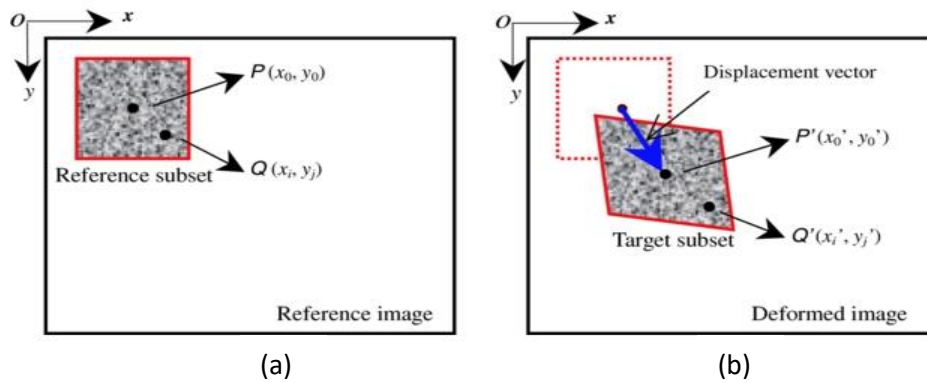 O x
y
P(x₀, y₀)
Q(xᵢ, yⱼ)
Reference subset
Reference image
(a)
O x
y
Displacement vector
P’(x₀’, y₀’)
Q’(xᵢ’, yⱼ’)
Target subset
Deformed image
(b)